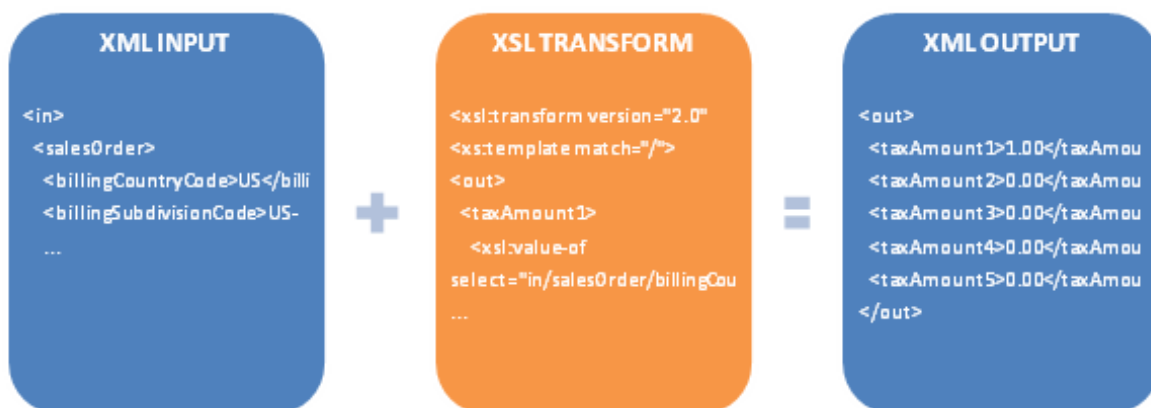 XML INPUT
<in>
<salesOrder>
<billingCountryCode>US</billi
<billingSubdivisionCode>US-
...
+
XSL TRANSFORM
<xsl:transform version="2.0"
<xs:template match="/">
<out>
<taxAmount1>
<xsl:value-of
select="in/salesOrder/billingCou
...
=
XML OUTPUT
<out>
<taxAmount1>1.00</taxAmou
<taxAmount2>0.00</taxAmou
<taxAmount3>0.00</taxAmou
<taxAmount4>0.00</taxAmou
<taxAmount5>0.00</taxAmou
</out>